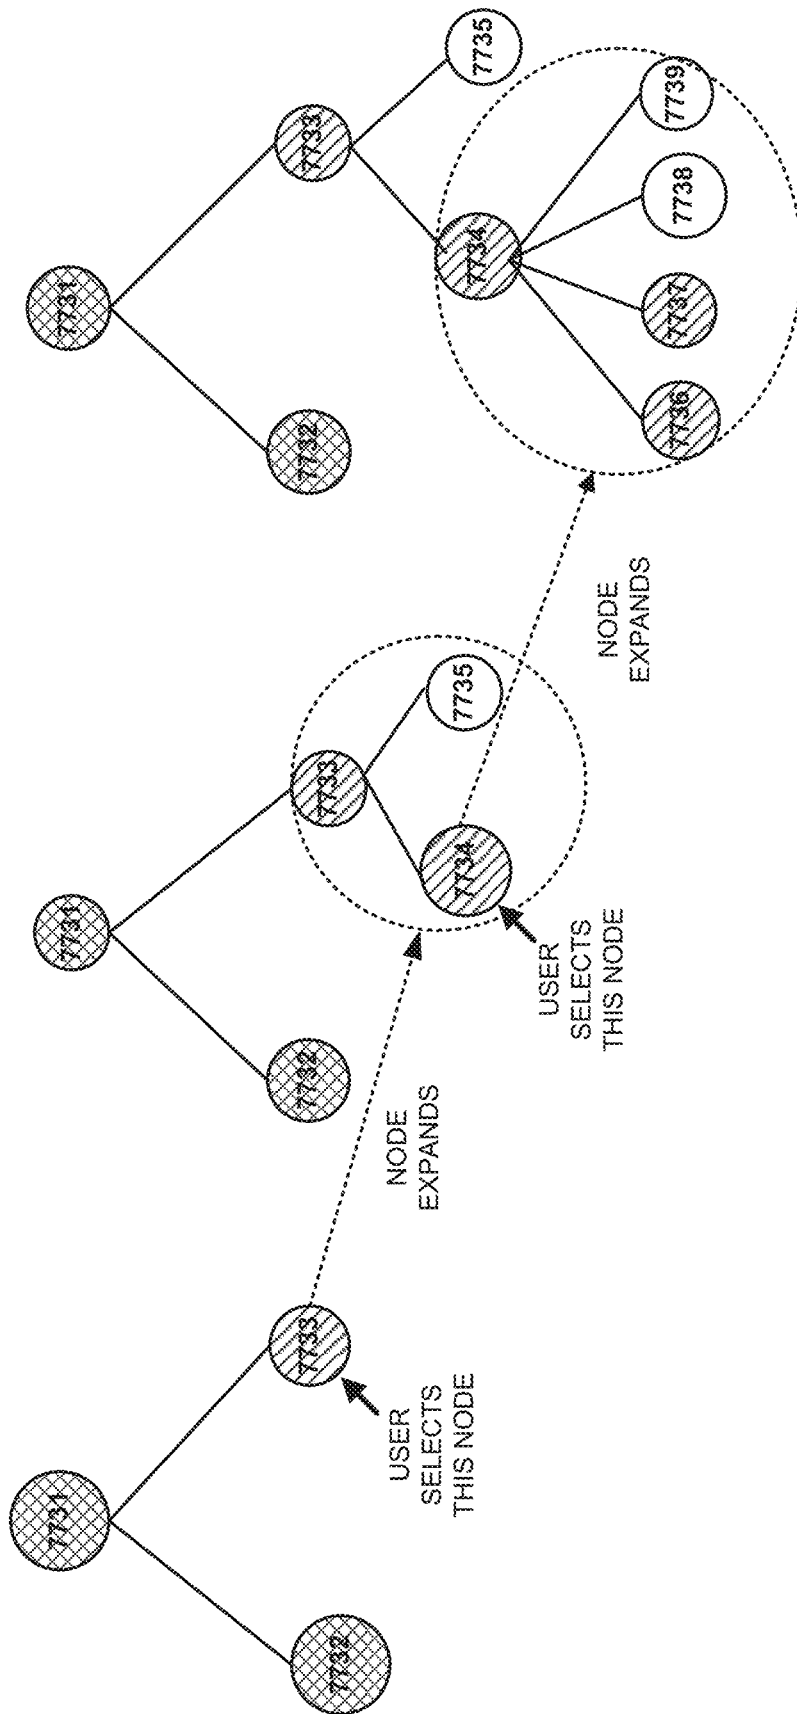 7731
7732
7733
USER
SELECTS
THIS NODE
NODE
EXPANDS
7731
7732
7733
7734
7735
USER
SELECTS
THIS NODE
NODE
EXPANDS
7731
7732
7733
7734
7735
7736
7737
7738
7739